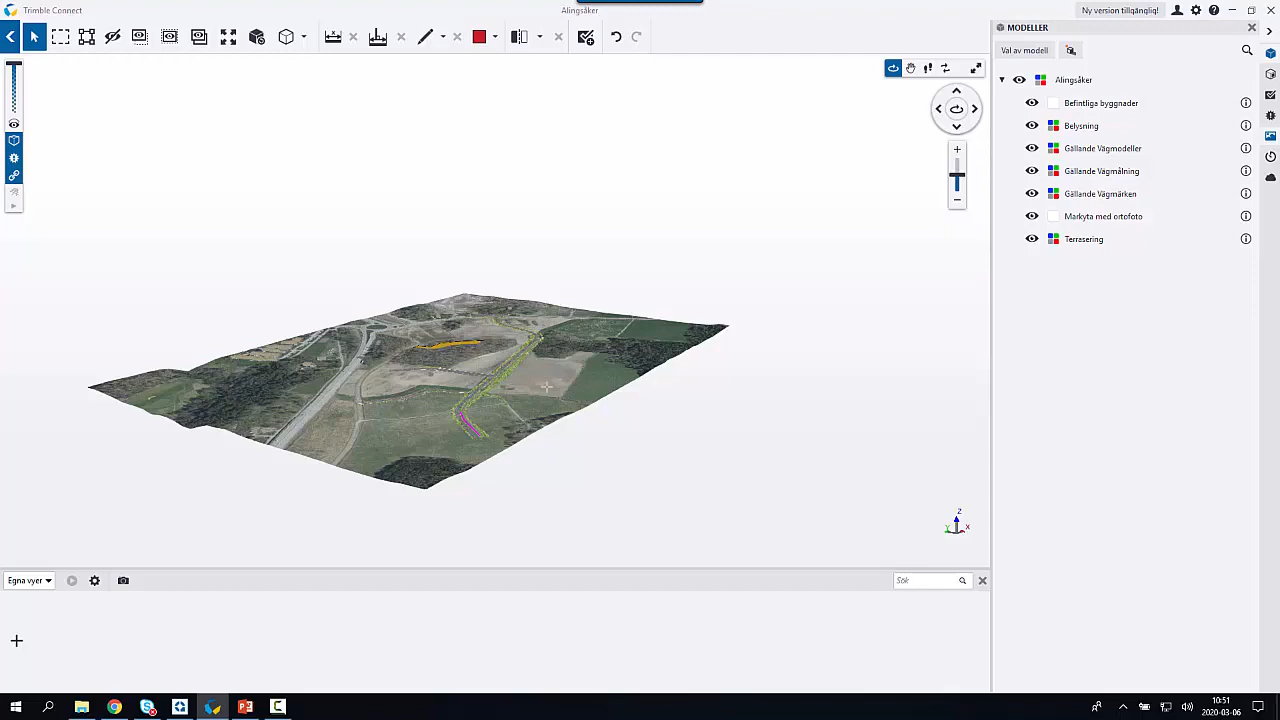 Trimble Connect
Alingsåker
Ny version tillgänglig!
MODELLER
Val av modell
Alingsåker
Befintliga byggnader
Belysning
Gällande Vägmodeller
Gällande Vägmålning
Gällande Vägmärken
Markyta med ortofoto
Terrasering
Z
Y
X
Egna vyer
Sök
10:51
2020-03-06